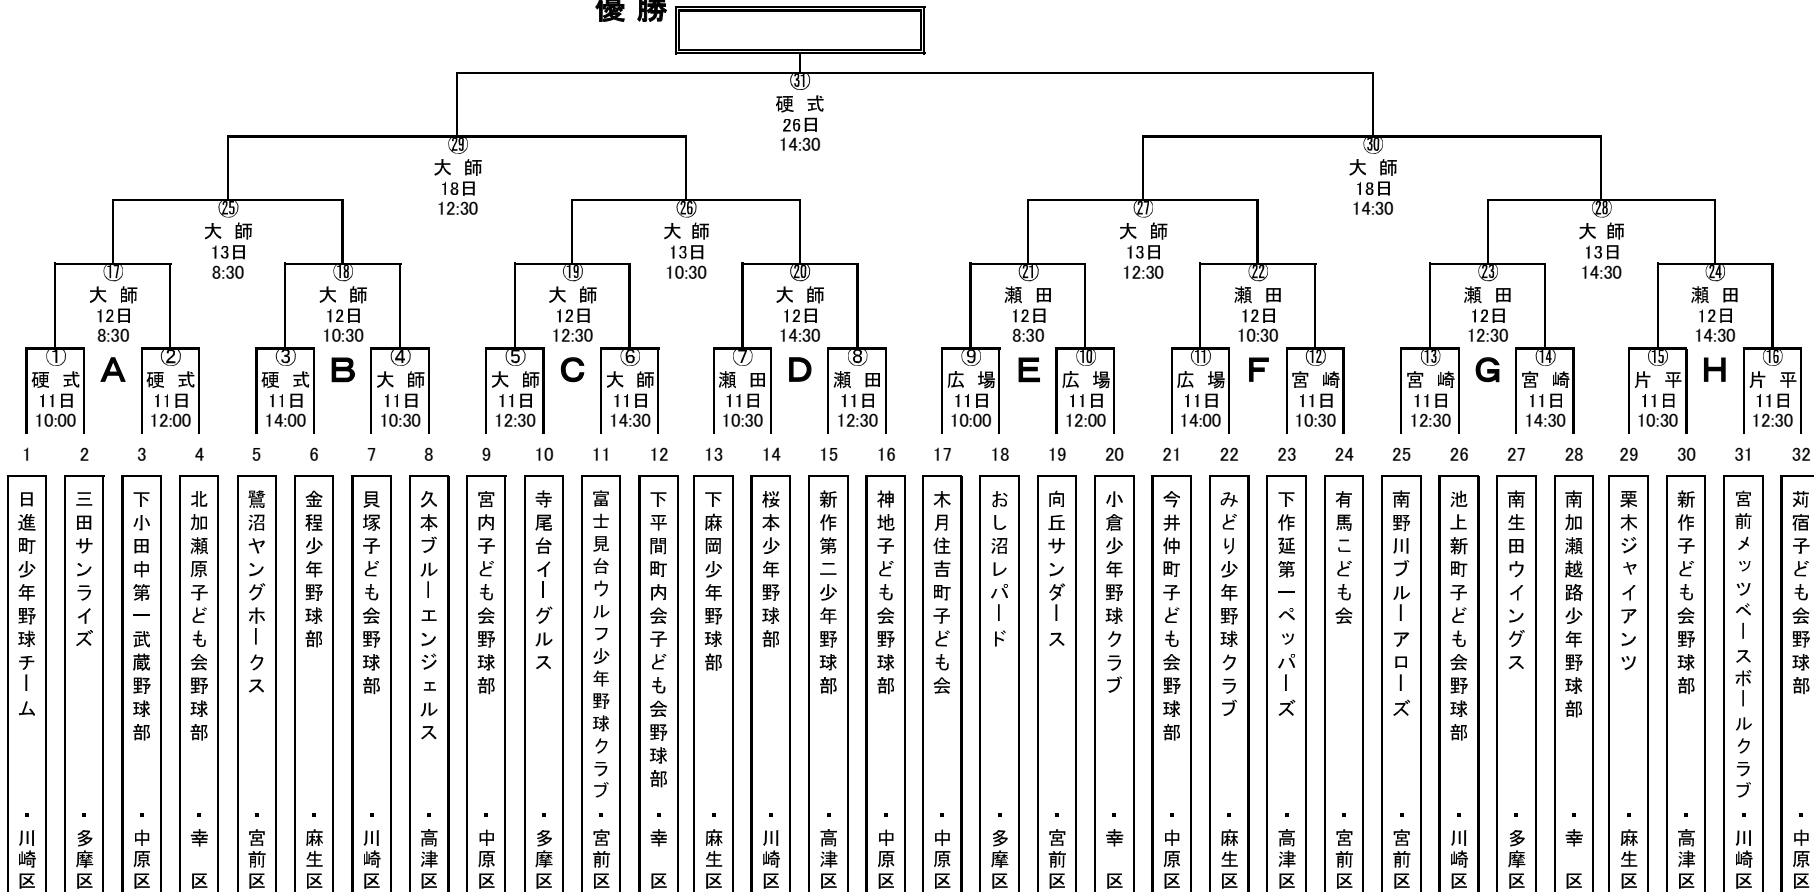 優勝
㉛
硬式
26日
14:30
㉙
大師
18日
12:30
㉚
大師
18日
14:30
㉕
大師
13日
8:30
㉖
大師
13日
10:30
㉗
大師
13日
12:30
㉘
大師
13日
14:30
⑰
大師
12日
8:30
⑱
大師
12日
10:30
⑲
大師
12日
12:30
⑳
大師
12日
14:30
㉑
瀬田
12日
8:30
㉒
瀬田
12日
10:30
㉓
瀬田
12日
12:30
㉔
瀬田
12日
14:30
①
硬式
11日
10:00
A
②
硬式
11日
12:00
③
硬式
11日
14:00
B
④
大師
11日
10:30
⑤
大師
11日
12:30
C
⑥
大師
11日
14:30
⑦
瀬田
11日
10:30
D
⑧
瀬田
11日
12:30
⑨
広場
11日
10:00
E
⑩
広場
11日
12:00
⑪
広場
11日
14:00
F
⑫
宮崎
11日
10:30
⑬
宮崎
11日
12:30
G
⑭
宮崎
11日
14:30
⑮
片平
11日
10:30
H
⑯
片平
11日
12:30
1 日進町少年野球チーム・川崎区
2 三田サンライズ・多摩区
3 下小田中第一武蔵野球部・中原区
4 北加瀬原子ども会野球部・幸区
5 鷺沼ヤングホークス・宮前区
6 金程少年野球部・麻生区
7 貝塚子ども会野球部・川崎区
8 久本ブルーエンジェルス・高津区
9 宮内子ども会野球部・中原区
10 寺尾台イーグルス・多摩区
11 富士見台ウルフ少年野球クラブ・宮前区
12 下平間町内会子ども会野球部・幸区
13 下麻岡少年野球部・麻生区
14 桜本少年野球部・川崎区
15 新作第二少年野球部・高津区
16 神地子ども会野球部・中原区
17 木月住吉町子ども会・中原区
18 おし沼レパード・多摩区
19 向丘サンダース・宮前区
20 小倉少年野球クラブ・幸区
21 今井仲町子ども会野球部・中原区
22 みどり少年野球クラブ・麻生区
23 下作延第一ペッパーズ・高津区
24 有馬こども会・宮前区
25 南野川ブルーアローズ・宮前区
26 池上新町子ども会野球部・川崎区
27 南生田ウイングス・多摩区
28 南加瀬越路少年野球部・幸区
29 栗木ジャイアンツ・麻生区
30 新作子ども会野球部・高津区
31 宮前メッツベースボールクラブ・川崎区
32 苅宿子ども会野球部・中原区